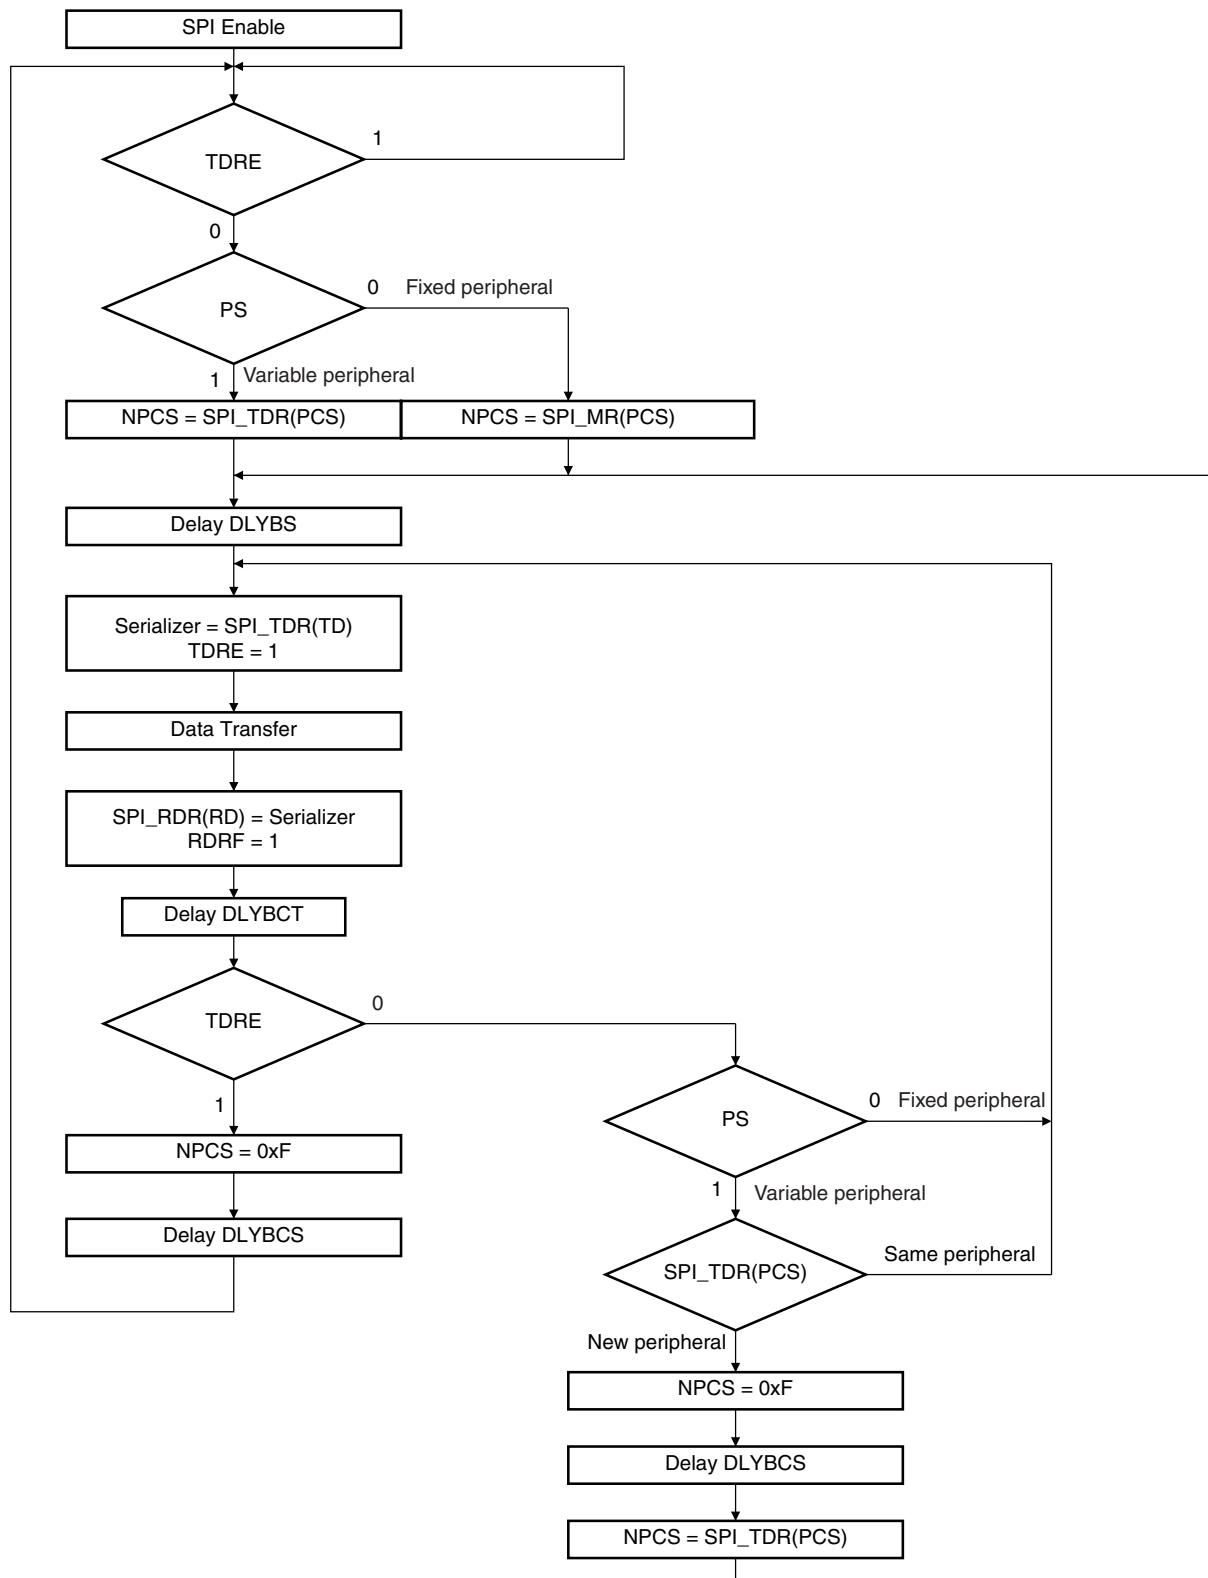 SPI Enable
TDRE
1
0
PS
0 Fixed peripheral
1 Variable peripheral
NPCS = SPI_TDR(PCS)
NPCS = SPI_MR(PCS)
Delay DLYBS
Serializer = SPI_TDR(TD)
TDRE = 1
Data Transfer
SPI_RDR(RD) = Serializer
RDRF = 1
Delay DLYBCT
TDRE
0
1
NPCS = 0xF
Delay DLYBCS
PS
0 Fixed peripheral
1 Variable peripheral
SPI_TDR(PCS)
Same peripheral
New peripheral
NPCS = 0xF
Delay DLYBCS
NPCS = SPI_TDR(PCS)